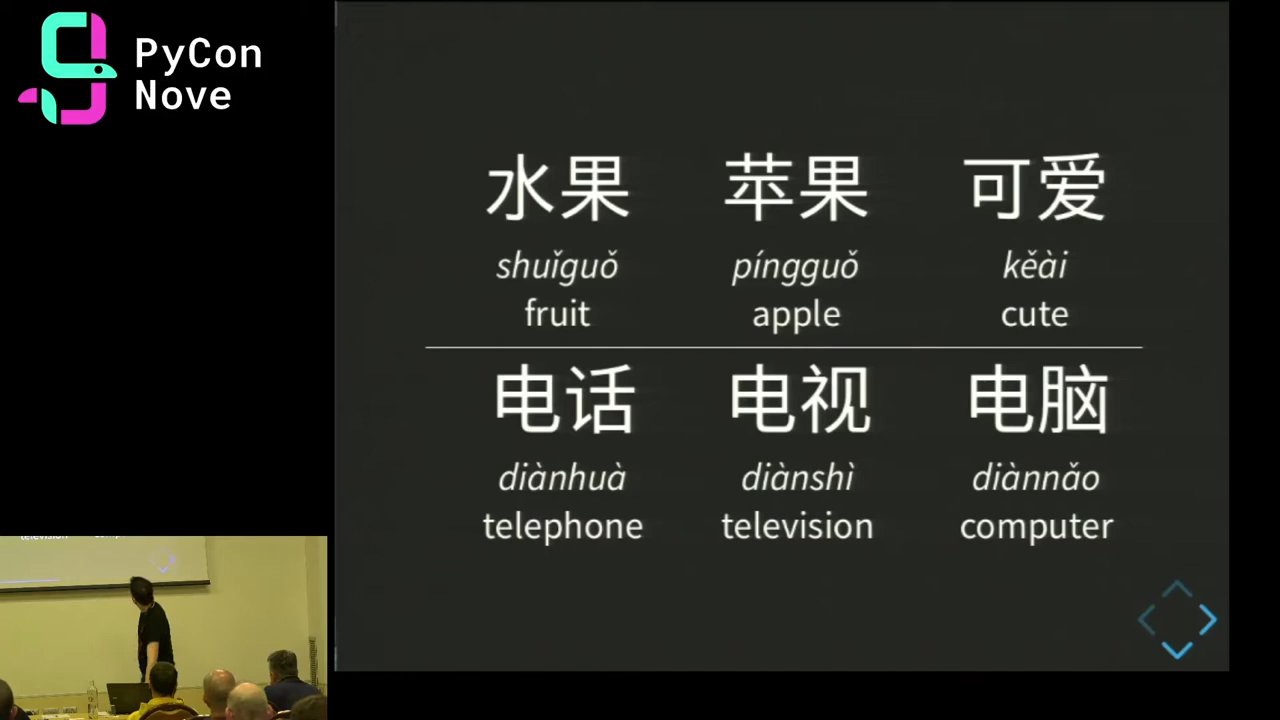 PyCon
Nove
水果 苹果 可爱
shuǐguǒ píngguǒ kěài
fruit apple cute
电话 电视 电脑
diànhuà diànshì diànnǎo
telephone television computer
television